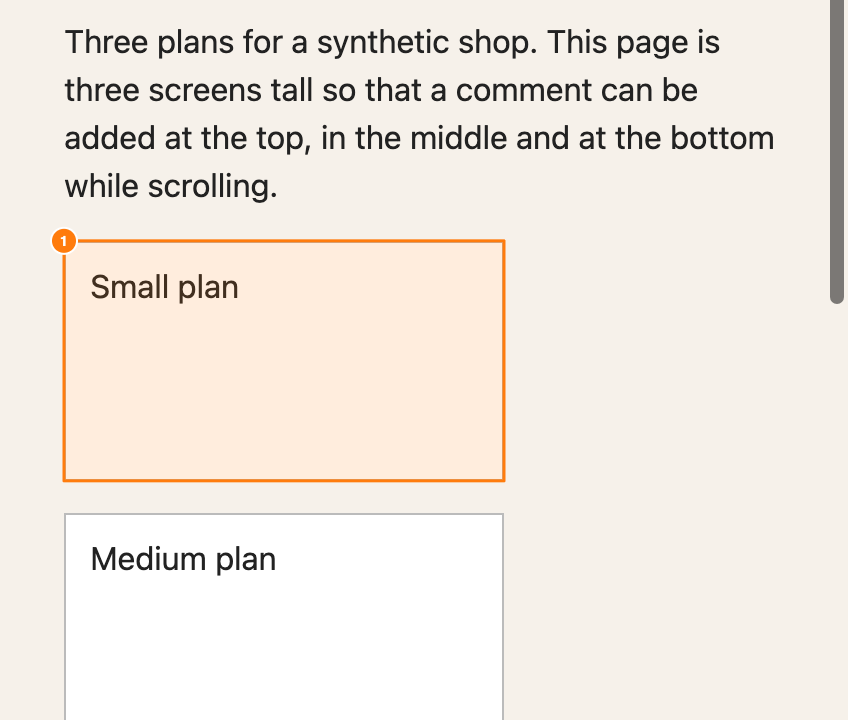 Three plans for a synthetic shop. This page is
three screens tall so that a comment can be
added at the top, in the middle and at the bottom
while scrolling.
1
Small plan
Medium plan